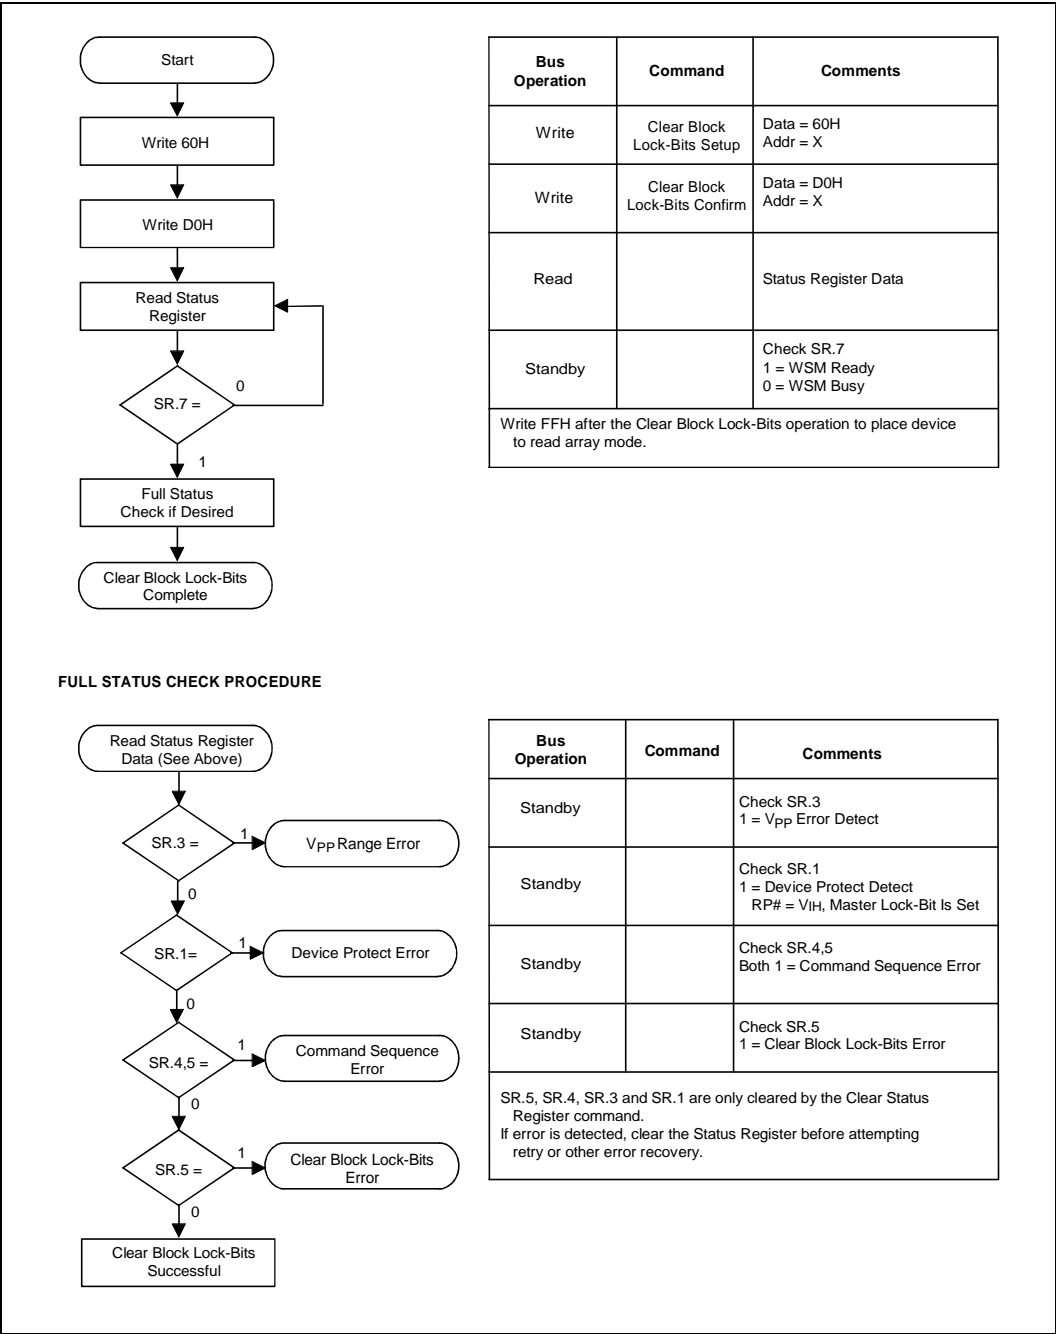 Start
Write 60H
Write D0H
Read Status
Register
0
SR.7 =
1
Full Status
Check if Desired
Clear Block Lock-Bits
Complete
Bus
Operation
Command
Comments
Write
Clear Block
Lock-Bits Setup
Data = 60H
Addr = X
Write
Clear Block
Lock-Bits Confirm
Data = D0H
Addr = X
Read
Status Register Data
Standby
Check SR.7
1 = WSM Ready
0 = WSM Busy
Write FFH after the Clear Block Lock-Bits operation to place device
to read array mode.
FULL STATUS CHECK PROCEDURE
Read Status Register
Data (See Above)
SR.3 =
1
VPP Range Error
0
SR.1=
1
Device Protect Error
0
SR.4,5 =
1
Command Sequence
Error
0
SR.5 =
1
Clear Block Lock-Bits
Error
0
Clear Block Lock-Bits
Successful
Bus
Operation
Command
Comments
Standby
Check SR.3
1 = VPP Error Detect
Standby
Check SR.1
1 = Device Protect Detect
RP# = VIH, Master Lock-Bit Is Set
Standby
Check SR.4,5
Both 1 = Command Sequence Error
Standby
Check SR.5
1 = Clear Block Lock-Bits Error
SR.5, SR.4, SR.3 and SR.1 are only cleared by the Clear Status
Register command.
If error is detected, clear the Status Register before attempting
retry or other error recovery.